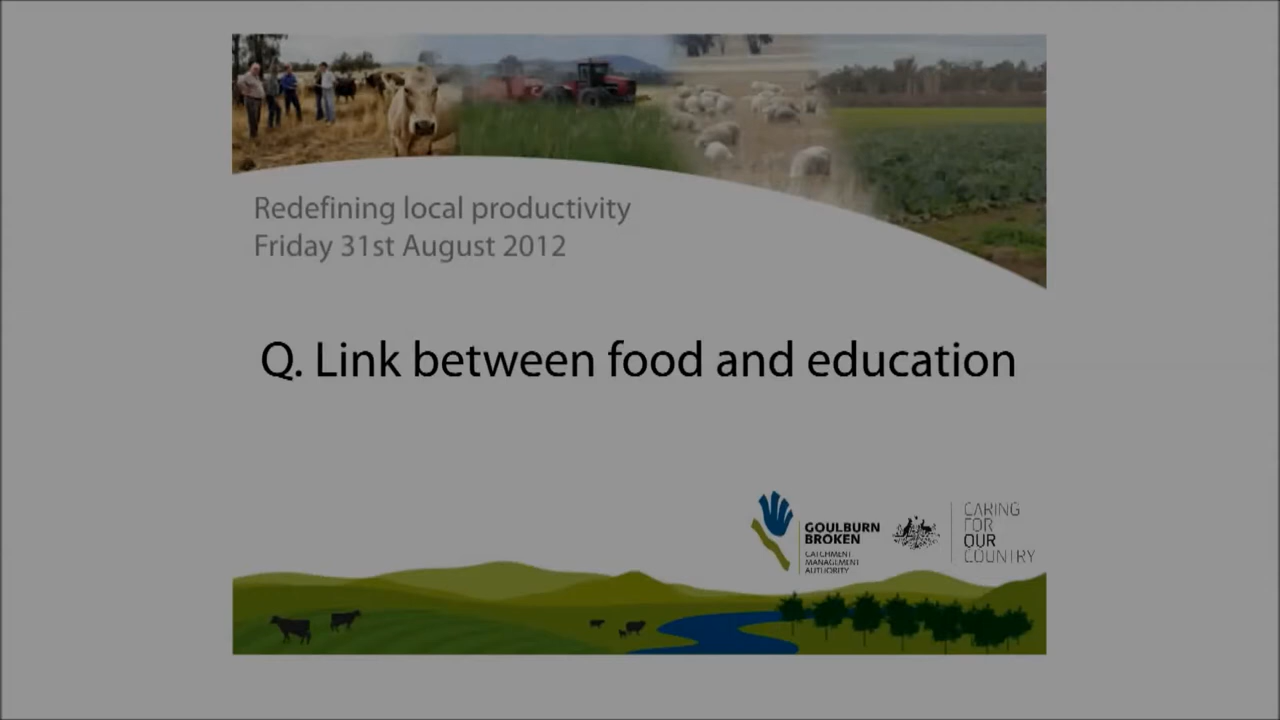 Redefining local productivity
Friday 31st August 2012
Q. Link between food and education
GOULBURN
BROKEN
CATCHMENT
MANAGEMENT
AUTHORITY
CARING
FOR
OUR
COUNTRY